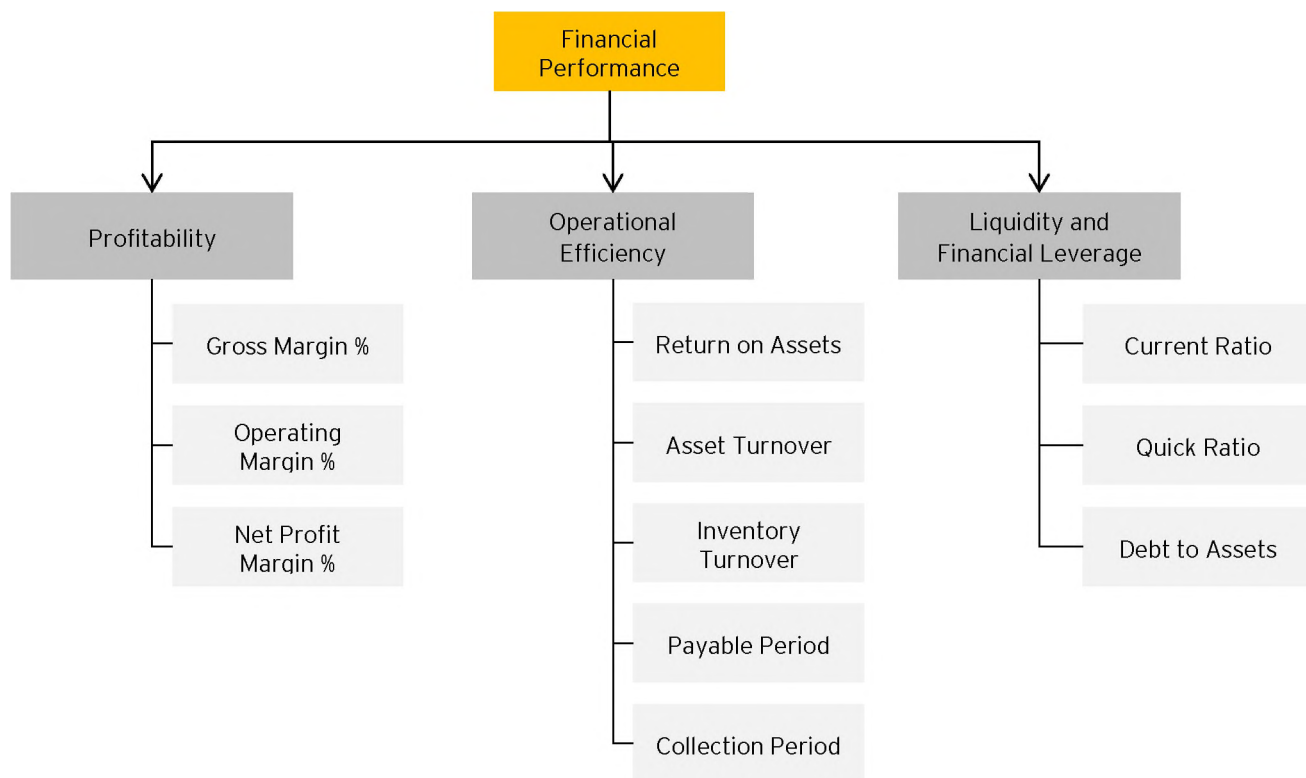 Financial
Performance
Profitability
Operational
Efficiency
Liquidity and
Financial Leverage
Gross Margin %
Operating
Margin %
Net Profit
Margin %
Return on Assets
Asset Turnover
Inventory
Turnover
Payable Period
Collection Period
Current Ratio
Quick Ratio
Debt to Assets